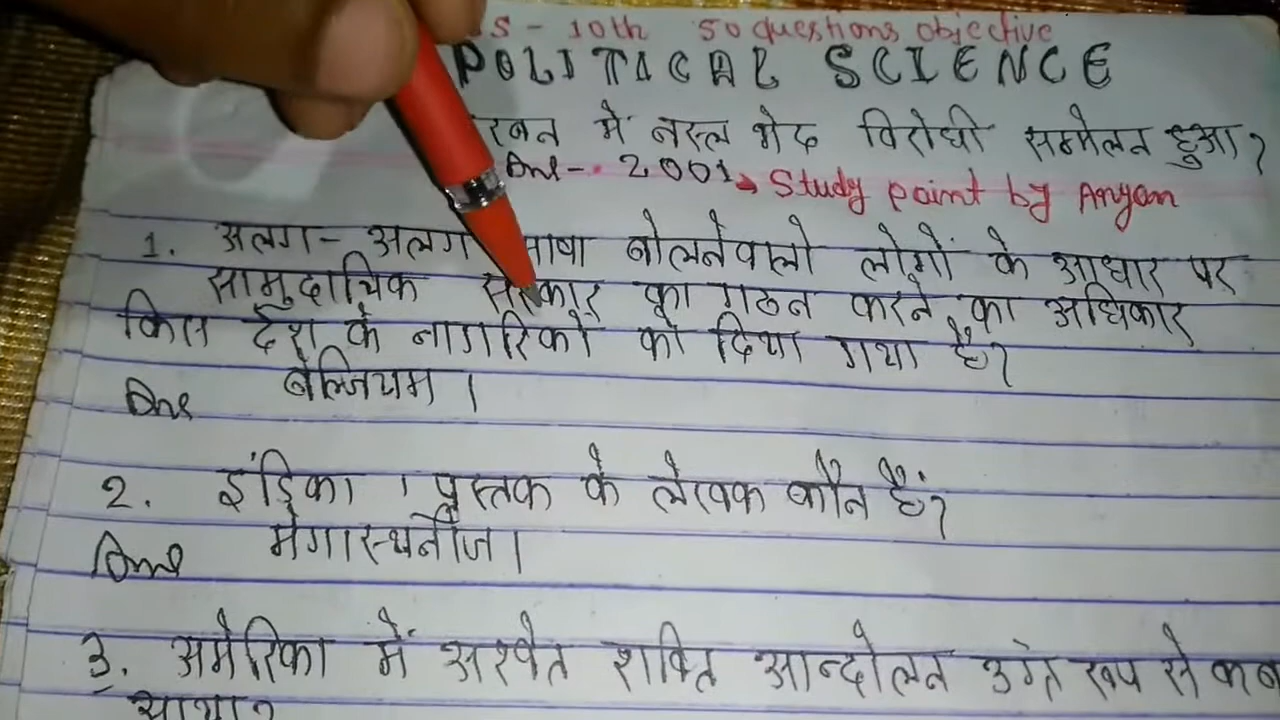 S - 10th 50 questions objective
POLITICAL SCIENCE
रबन में नस्ल भेद विरोधी सम्मेलन हुआ?
Ans - 2001 Study point by Aryan
1. अलग - अलग भाषा बोलनेवालो लोगों के आधार पर
सामुदायिक सरकार का गठन करने का अधिकार
किस देश के नागरिकों को दिया गया है?
Ans बेल्जियम।
2. इंडिका । पुस्तक के लेखक कौन हैं?
Ans मेगास्थनीज।
3. अमेरिका में अश्वेत शक्ति आन्दोलन उग्र रूप से कब
आया?